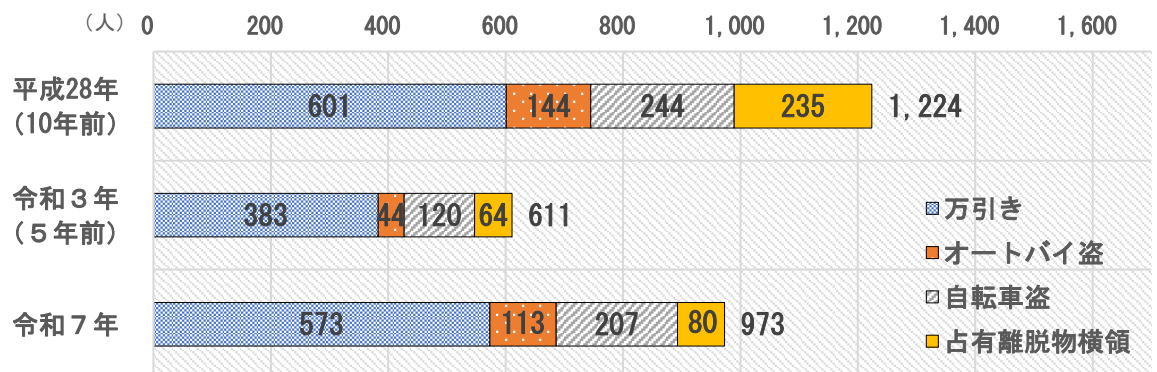 （人） 0 200 400 600 800 1,000 1,200 1,400 1,600
平成28年
（10年前）
601 144 244 235 1,224
令和３年
（５年前）
383 44 120 64 611
令和７年
573 113 207 80 973
万引き
オートバイ盗
自転車盗
占有離脱物横領